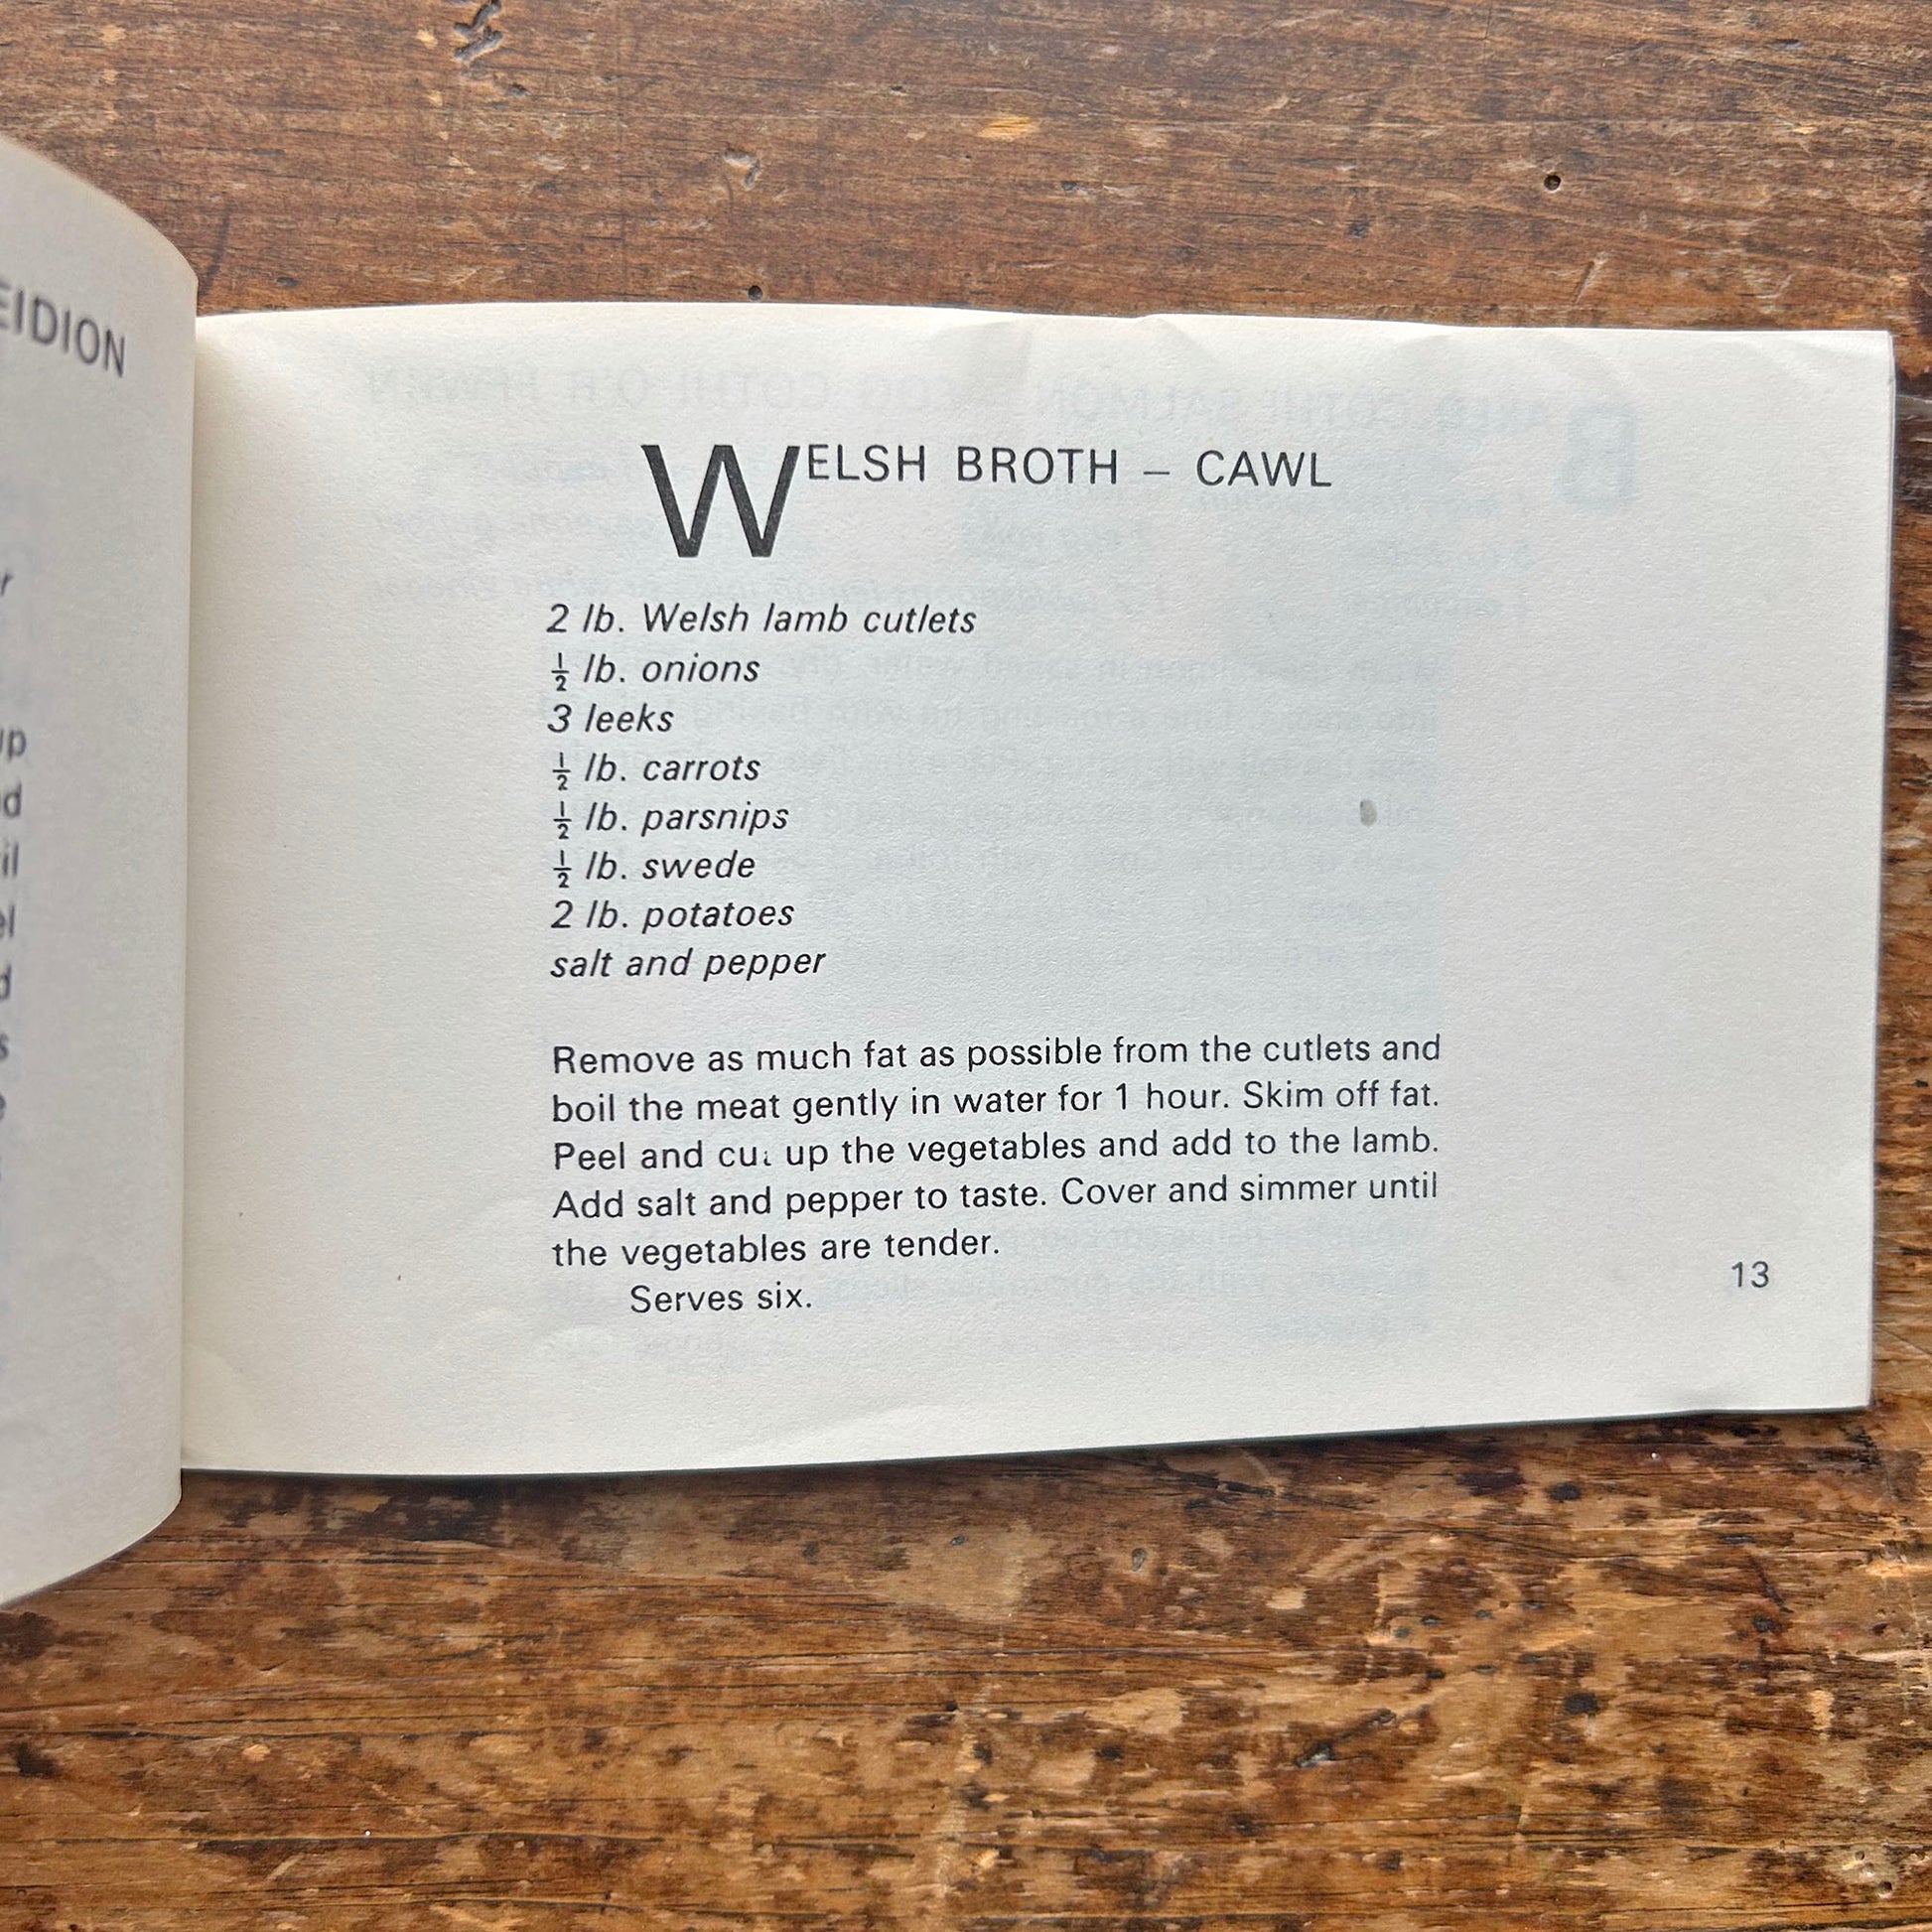 EIDION
up
WELSH BROTH – CAWL
2 lb. Welsh lamb cutlets
½ lb. onions
3 leeks
½ lb. carrots
½ lb. parsnips
½ lb. swede
2 lb. potatoes
salt and pepper
Remove as much fat as possible from the cutlets and
boil the meat gently in water for 1 hour. Skim off fat.
Peel and cut up the vegetables and add to the lamb.
Add salt and pepper to taste. Cover and simmer until
the vegetables are tender.
Serves six.
13